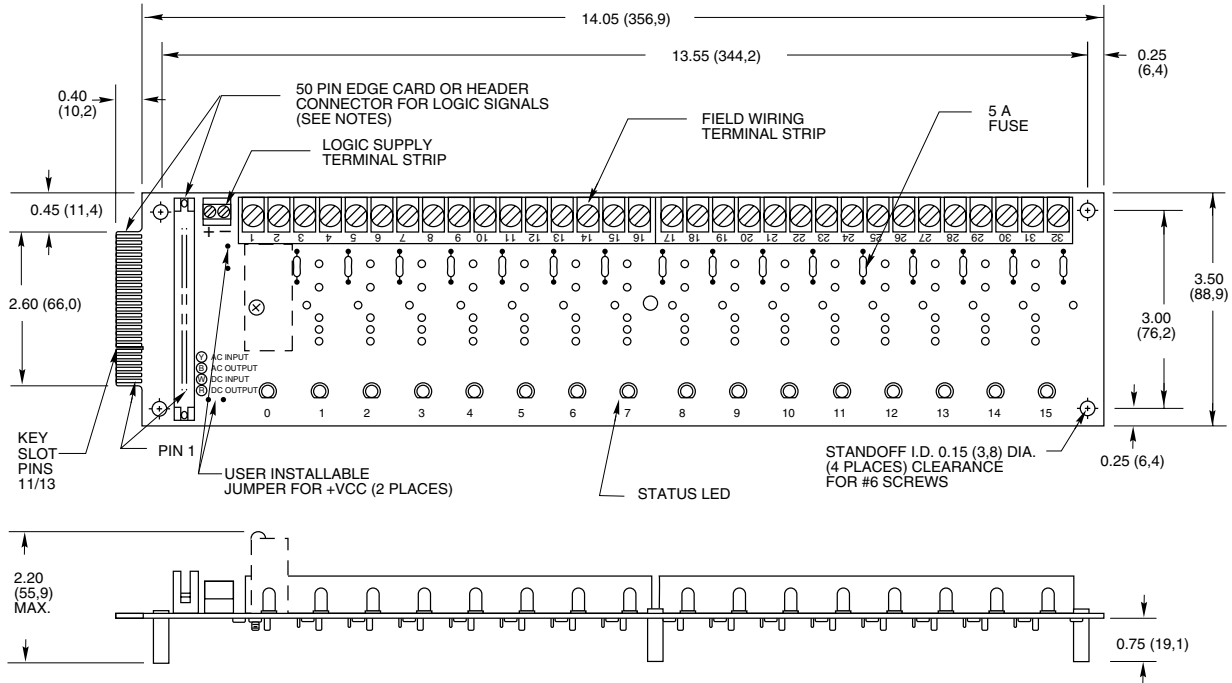 14.05 (356,9)
13.55 (344,2)
0.25
(6,4)
0.40
(10,2)
50 PIN EDGE CARD OR HEADER
CONNECTOR FOR LOGIC SIGNALS
(SEE NOTES)
LOGIC SUPPLY
TERMINAL STRIP
FIELD WIRING
TERMINAL STRIP
5 A
FUSE
0.45 (11,4)
+ –
1 2 3 4 5 6 7 8 9 10 11 12 13 14 15 16 17 18 19 20 21 22 23 24 25 26 27 28 29 30 31 32
2.60 (66,0)
3.50
(88,9)
3.00
(76,2)
Y AC INPUT
B AC OUTPUT
W DC INPUT
R DC OUTPUT
0 1 2 3 4 5 6 7 8 9 10 11 12 13 14 15
KEY
SLOT
PINS
11/13
PIN 1
USER INSTALLABLE
JUMPER FOR +VCC (2 PLACES)
STATUS LED
STANDOFF I.D. 0.15 (3,8) DIA.
(4 PLACES) CLEARANCE
FOR #6 SCREWS
0.25 (6,4)
2.20
(55,9)
MAX.
0.75 (19,1)